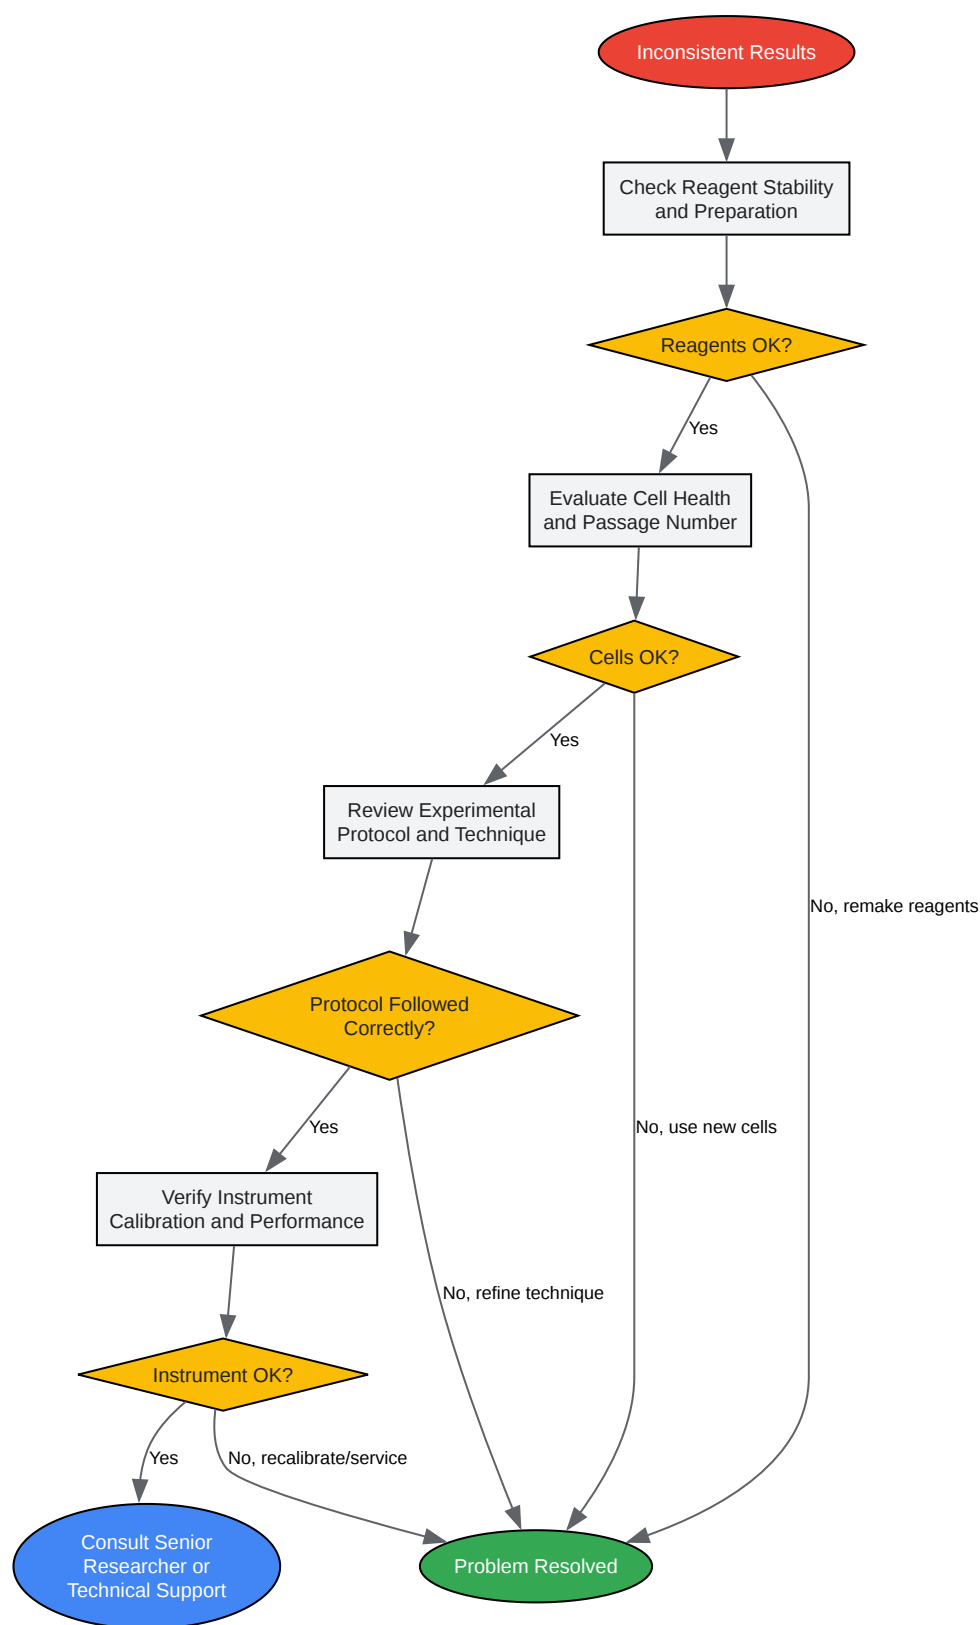 Inconsistent Results
Check Reagent Stability
and Preparation
Reagents OK?
Yes
Evaluate Cell Health
and Passage Number
Cells OK?
Yes
Review Experimental
Protocol and Technique
No, remake reagents
Protocol Followed
Correctly?
Yes
No, use new cells
Verify Instrument
Calibration and Performance
No, refine technique
Instrument OK?
Yes
No, recalibrate/service
Consult Senior
Researcher or
Technical Support
Problem Resolved